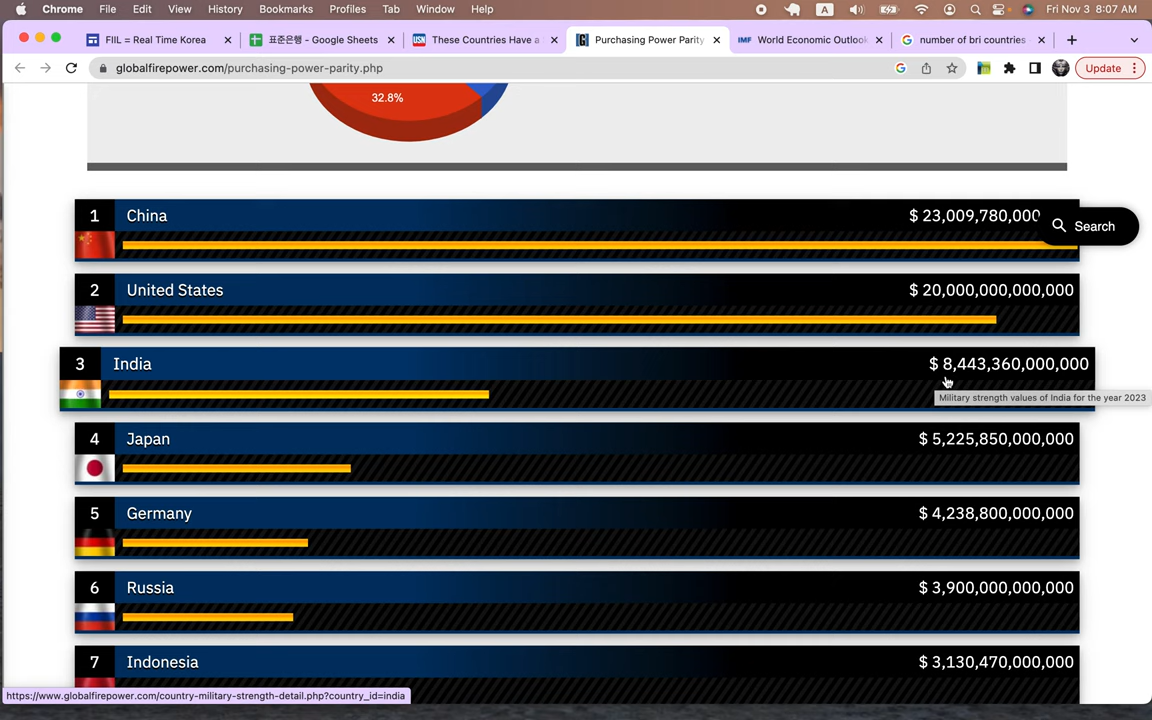 Chrome File Edit View History Bookmarks Profiles Tab Window Help A Fri Nov 3 8:07 AM
FIIL = Real Time Korea 표준은행 - Google Sheets USN These Countries Have a Purchasing Power Parity IMF World Economic Outlook number of bri countries
globalfirepower.com/purchasing-power-parity.php Update
32.8%
1 China $ 23,009,780,000
Search
2 United States $ 20,000,000,000,000
3 India $ 8,443,360,000,000
Military strength values of India for the year 2023
4 Japan $ 5,225,850,000,000
5 Germany $ 4,238,800,000,000
6 Russia $ 3,900,000,000,000
7 Indonesia $ 3,130,470,000,000
https://www.globalfirepower.com/country-military-strength-detail.php?country_id=india